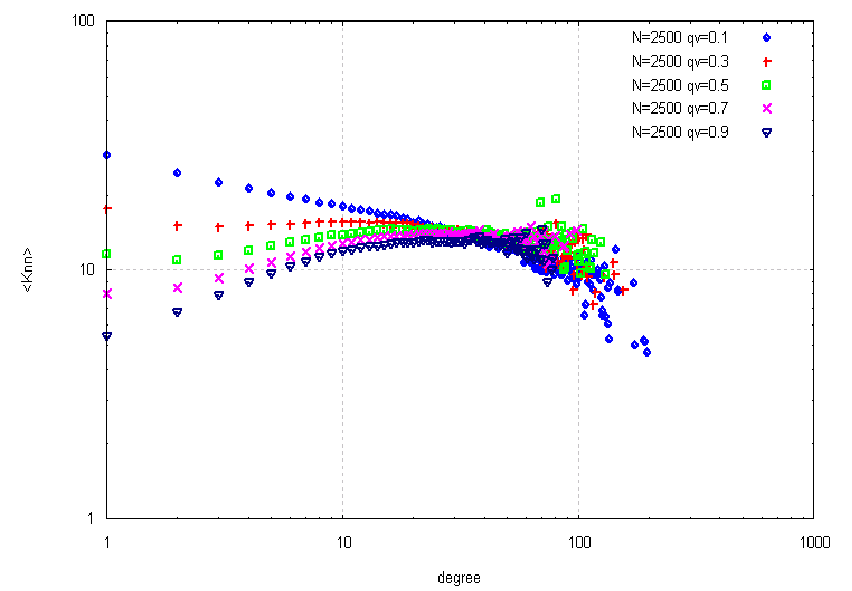 100
10
1
<Knn>
N=2500 qv=0.1
N=2500 qv=0.3
N=2500 qv=0.5
N=2500 qv=0.7
N=2500 qv=0.9
1 10 100 1000
degree